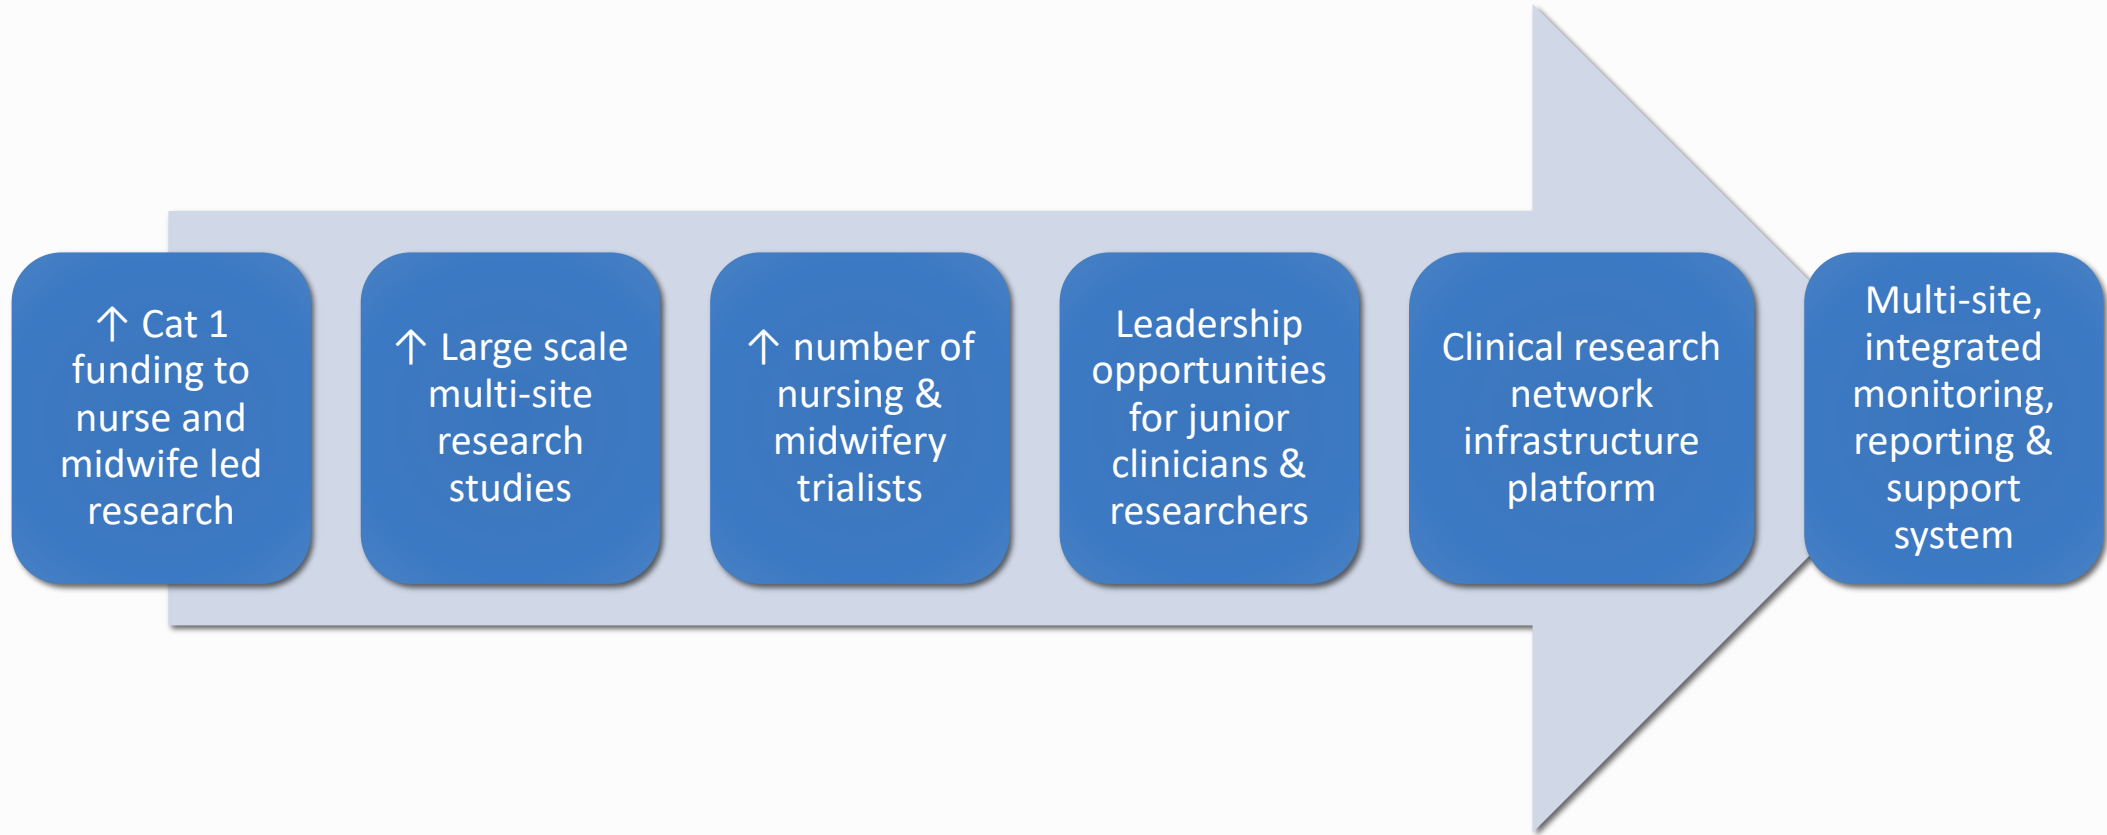 ↑ Cat 1
funding to
nurse and
midwife led
research
↑ Large scale
multi-site
research
studies
↑ number of
nursing &
midwifery
trialists
Leadership
opportunities
for junior
clinicians &
researchers
Clinical research
network
infrastructure
platform
Multi-site,
integrated
monitoring,
reporting &
support
system